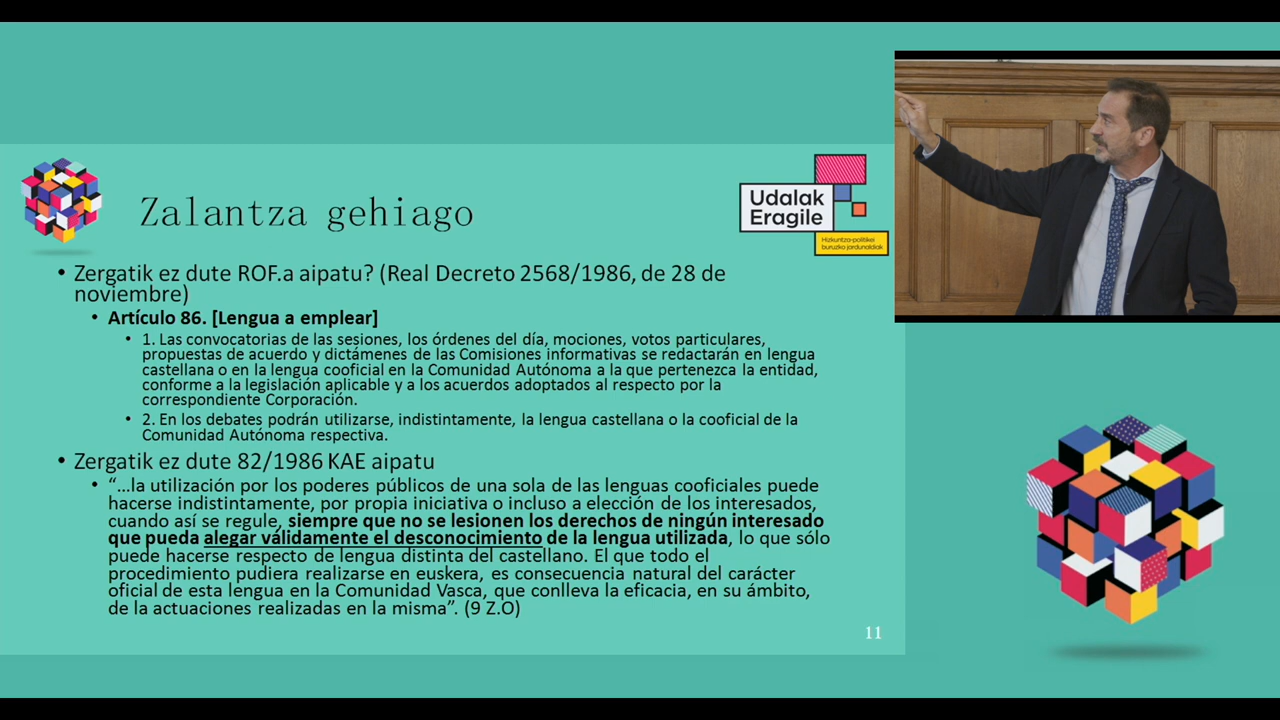 Zalantza gehiago
Udalak
Eragile
Hizkuntza-politikei
buruzko jardunaldiak
• Zergatik ez dute ROF.a aipatu? (Real Decreto 2568/1986, de 28 de
noviembre)
• Artículo 86. [Lengua a emplear]
• 1. Las convocatorias de las sesiones, los órdenes del día, mociones, votos particulares,
propuestas de acuerdo y dictámenes de las Comisiones informativas se redactarán en lengua
castellana o en la lengua cooficial en la Comunidad Autónoma a la que pertenezca la entidad,
conforme a la legislación aplicable y a los acuerdos adoptados al respecto por la
correspondiente Corporación.
• 2. En los debates podrán utilizarse, indistintamente, la lengua castellana o la cooficial de la
Comunidad Autónoma respectiva.
• Zergatik ez dute 82/1986 KAE aipatu
• “…la utilización por los poderes públicos de una sola de las lenguas cooficiales puede
hacerse indistintamente, por propia iniciativa o incluso a elección de los interesados,
cuando así se regule, siempre que no se lesionen los derechos de ningún interesado
que pueda alegar válidamente el desconocimiento de la lengua utilizada, lo que sólo
puede hacerse respecto de lengua distinta del castellano. El que todo el
procedimiento pudiera realizarse en euskera, es consecuencia natural del carácter
oficial de esta lengua en la Comunidad Vasca, que conlleva la eficacia, en su ámbito,
de la actuaciones realizadas en la misma”. (9 Z.O)
11